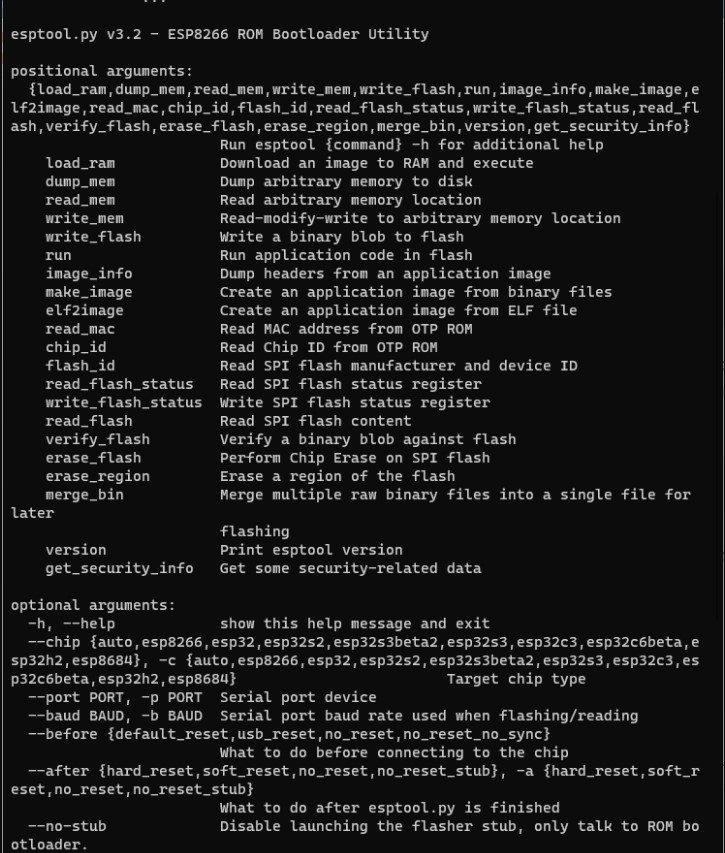 esptool.py v3.2 - ESP8266 ROM Bootloader Utility
positional arguments:
{load_ram,dump_mem,read_mem,write_mem,write_flash,run,image_info,make_image,e
lf2image,read_mac,chip_id,flash_id,read_flash_status,write_flash_status,read_fl
ash,verify_flash,erase_flash,erase_region,merge_bin,version,get_security_info}
Run esptool {command} -h for additional help
load_ram Download an image to RAM and execute
dump_mem Dump arbitrary memory to disk
read_mem Read arbitrary memory location
write_mem Read-modify-write to arbitrary memory location
write_flash Write a binary blob to flash
run Run application code in flash
image_info Dump headers from an application image
make_image Create an application image from binary files
elf2image Create an application image from ELF file
read_mac Read MAC address from OTP ROM
chip_id Read Chip ID from OTP ROM
flash_id Read SPI flash manufacturer and device ID
read_flash_status Read SPI flash status register
write_flash_status Write SPI flash status register
read_flash Read SPI flash content
verify_flash Verify a binary blob against flash
erase_flash Perform Chip Erase on SPI flash
erase_region Erase a region of the flash
merge_bin Merge multiple raw binary files into a single file for
later
flashing
version Print esptool version
get_security_info Get some security-related data
optional arguments:
-h, --help show this help message and exit
--chip {auto,esp8266,esp32,esp32s2,esp32s3beta2,esp32s3,esp32c3,esp32c6beta,e
sp32h2,esp8684}, -c {auto,esp8266,esp32,esp32s2,esp32s3beta2,esp32s3,esp32c3,es
p32c6beta,esp32h2,esp8684} Target chip type
--port PORT, -p PORT Serial port device
--baud BAUD, -b BAUD Serial port baud rate used when flashing/reading
--before {default_reset,usb_reset,no_reset,no_reset_no_sync}
What to do before connecting to the chip
--after {hard_reset,soft_reset,no_reset,no_reset_stub}, -a {hard_reset,soft_r
eset,no_reset,no_reset_stub}
What to do after esptool.py is finished
--no-stub Disable launching the flasher stub, only talk to ROM bo
otloader.